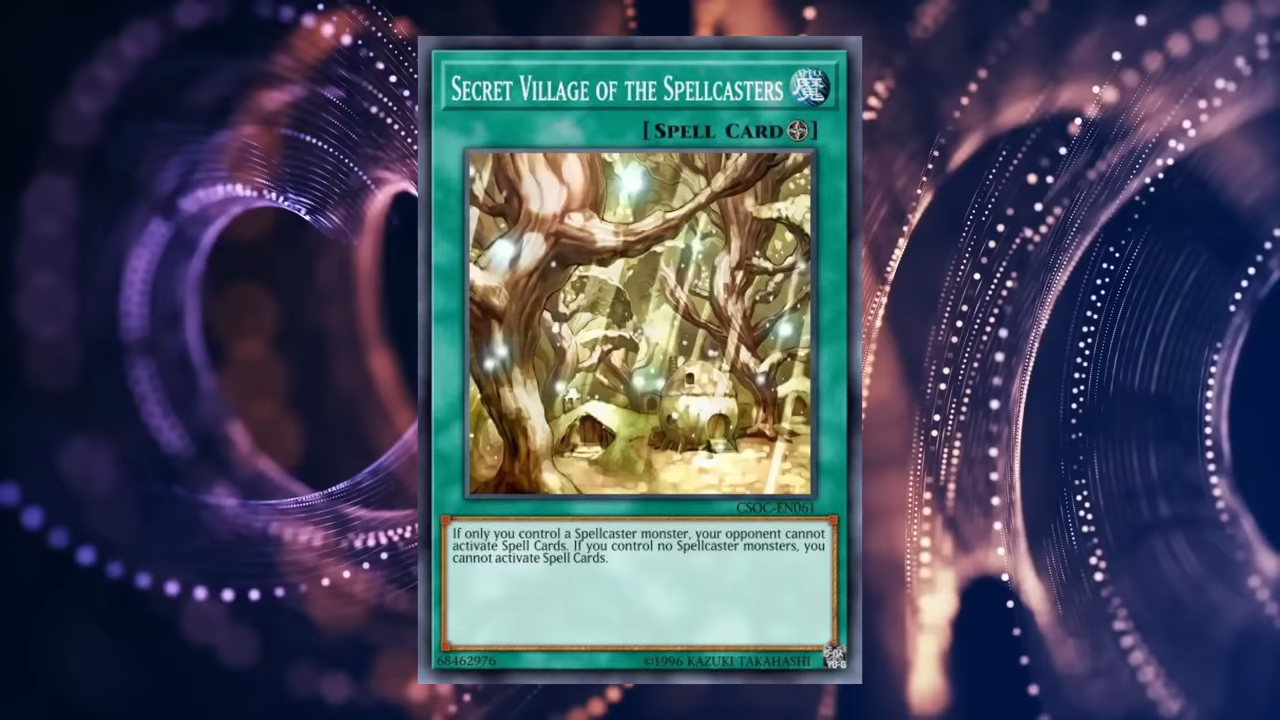 SECRET VILLAGE OF THE SPELLCASTERS
[SPELL CARD]
CSOC-EN061
If only you control a Spellcaster monster, your opponent cannot
activate Spell Cards. If you control no Spellcaster monsters, you
cannot activate Spell Cards.
68462976 ©1996 KAZUKI TAKAHASHI